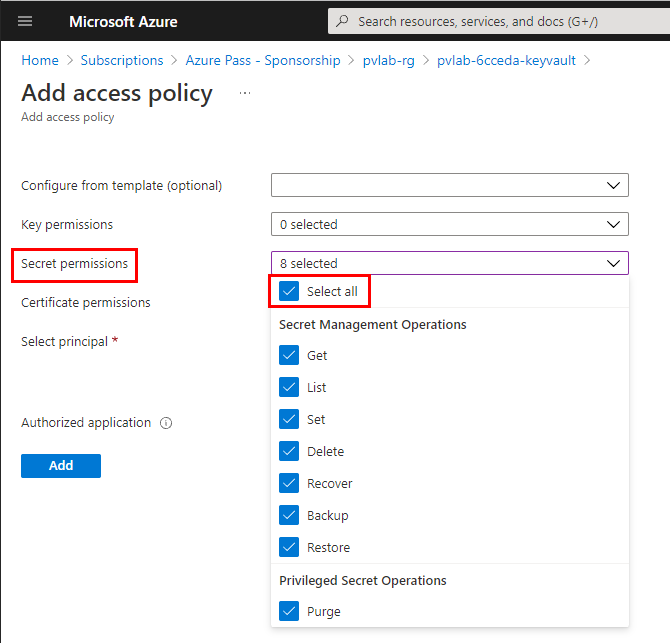 Microsoft Azure
Search resources, services, and docs (G+/)
Home > Subscriptions > Azure Pass - Sponsorship > pvlab-rg > pvlab-6cceda-keyvault >
Add access policy ...
Add access policy
Configure from template (optional)
Key permissions 0 selected
Secret permissions 8 selected
Select all
Certificate permissions
Secret Management Operations
Select principal *
Get
List
Set
Authorized application
Delete
Add
Recover
Backup
Restore
Privileged Secret Operations
Purge